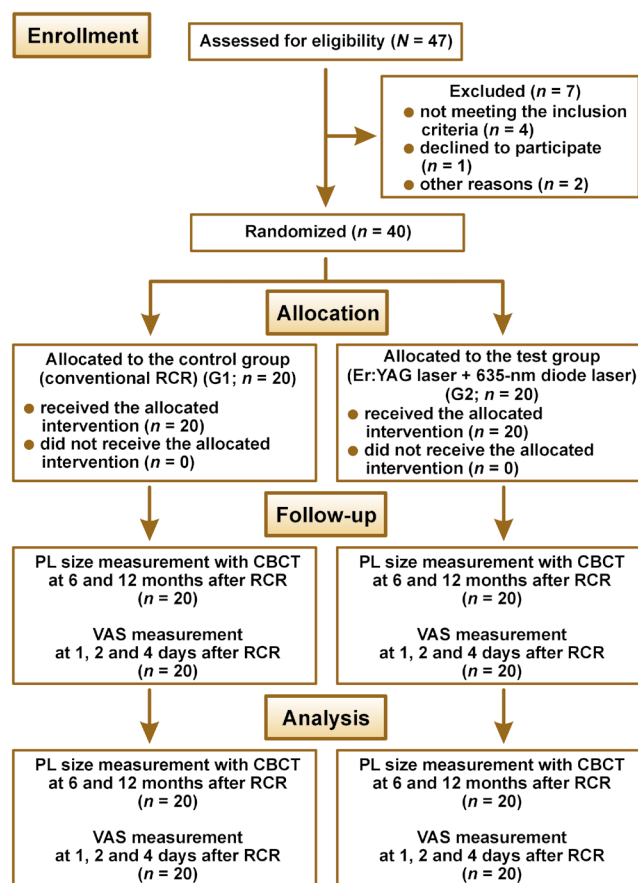 Enrollment
Assessed for eligibility (N = 47)
Excluded (n = 7)
● not meeting the inclusion
criteria (n = 4)
● declined to participate
(n = 1)
● other reasons (n = 2)
Randomized (n = 40)
Allocation
Allocated to the control group
(conventional RCR) (G1; n = 20)
● received the allocated
intervention (n = 20)
● did not receive the allocated
intervention (n = 0)
Allocated to the test group
(Er:YAG laser + 635-nm diode laser)
(G2; n = 20)
● received the allocated
intervention (n = 20)
● did not receive the allocated
intervention (n = 0)
Follow-up
PL size measurement with CBCT
at 6 and 12 months after RCR
(n = 20)
VAS measurement
at 1, 2 and 4 days after RCR
(n = 20)
PL size measurement with CBCT
at 6 and 12 months after RCR
(n = 20)
VAS measurement
at 1, 2 and 4 days after RCR
(n = 20)
Analysis
PL size measurement with CBCT
at 6 and 12 months after RCR
(n = 20)
VAS measurement
at 1, 2 and 4 days after RCR
(n = 20)
PL size measurement with CBCT
at 6 and 12 months after RCR
(n = 20)
VAS measurement
at 1, 2 and 4 days after RCR
(n = 20)